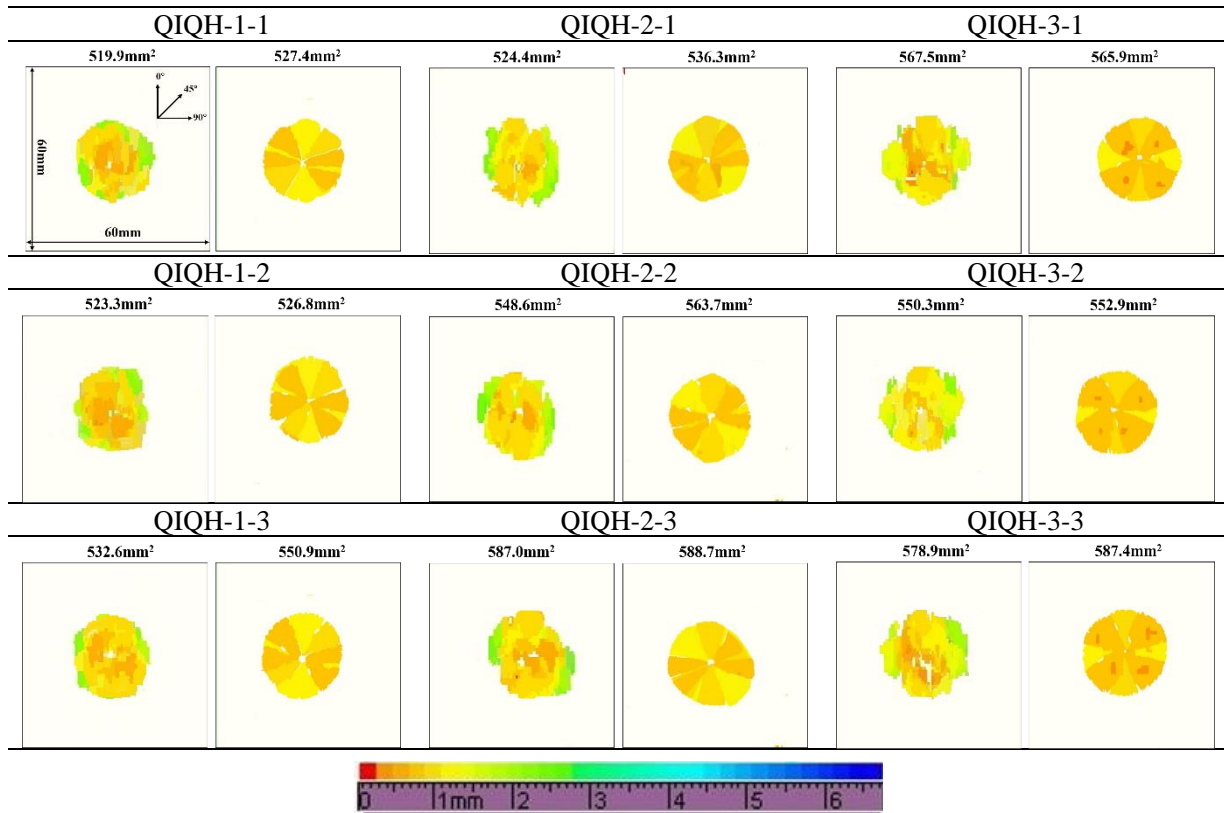 QIQH-1-1 QIQH-2-1 QIQH-3-1
519.9mm² 527.4mm² 524.4mm² 536.3mm² 567.5mm² 565.9mm²
0°
45°
90°
60mm
60mm
QIQH-1-2 QIQH-2-2 QIQH-3-2
523.3mm² 526.8mm² 548.6mm² 563.7mm² 550.3mm² 552.9mm²
QIQH-1-3 QIQH-2-3 QIQH-3-3
532.6mm² 550.9mm² 587.0mm² 588.7mm² 578.9mm² 587.4mm²
0 1mm 2 3 4 5 6